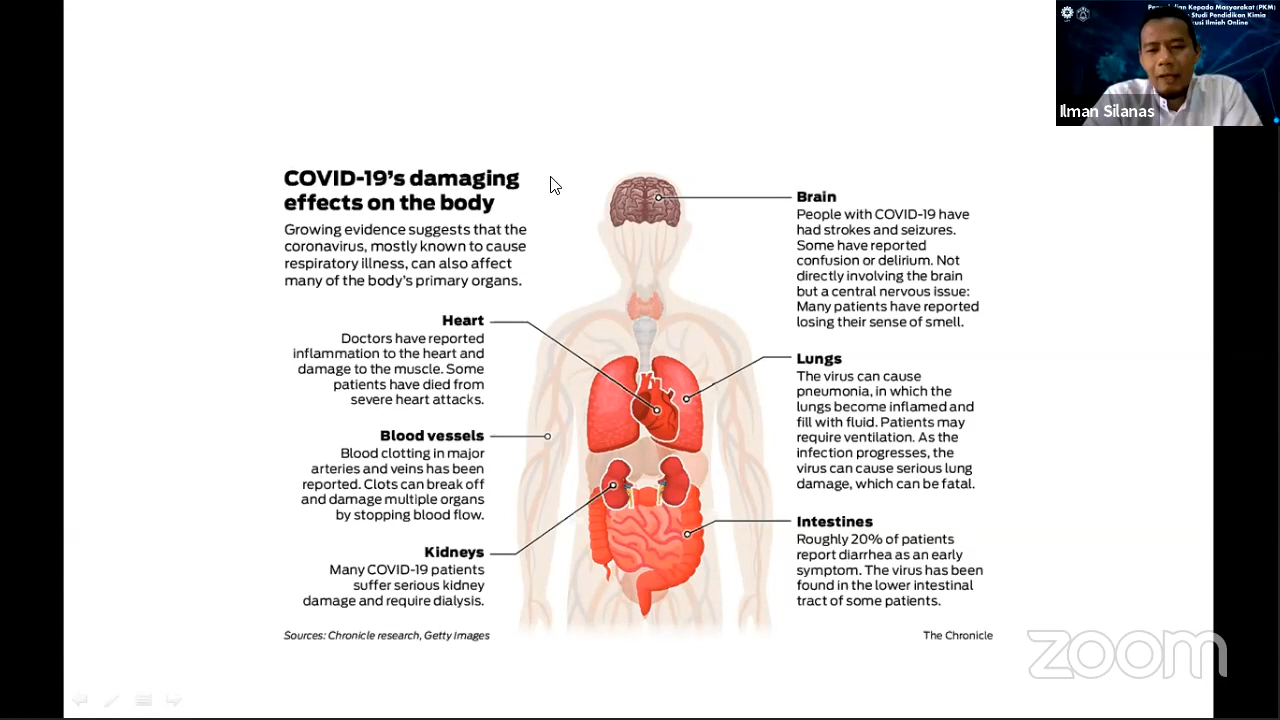 COVID-19's damaging
effects on the body
Growing evidence suggests that the
coronavirus, mostly known to cause
respiratory illness, can also affect
many of the body's primary organs.
Heart
Doctors have reported
inflammation to the heart and
damage to the muscle. Some
patients have died from
severe heart attacks.
Blood vessels
Blood clotting in major
arteries and veins has been
reported. Clots can break off
and damage multiple organs
by stopping blood flow.
Kidneys
Many COVID-19 patients
suffer serious kidney
damage and require dialysis.
Brain
People with COVID-19 have
had strokes and seizures.
Some have reported
confusion or delirium. Not
directly involving the brain
but a central nervous issue:
Many patients have reported
losing their sense of smell.
Lungs
The virus can cause
pneumonia, in which the
lungs become inflamed and
fill with fluid. Patients may
require ventilation. As the
infection progresses, the
virus can cause serious lung
damage, which can be fatal.
Intestines
Roughly 20% of patients
report diarrhea as an early
symptom. The virus has been
found in the lower intestinal
tract of some patients.
Sources: Chronicle research, Getty Images
The Chronicle
Kepada Masyarakat (PKM)
Studi Pendidikan Kimia
Ilmiah Online
Ilman Silanas
zoom